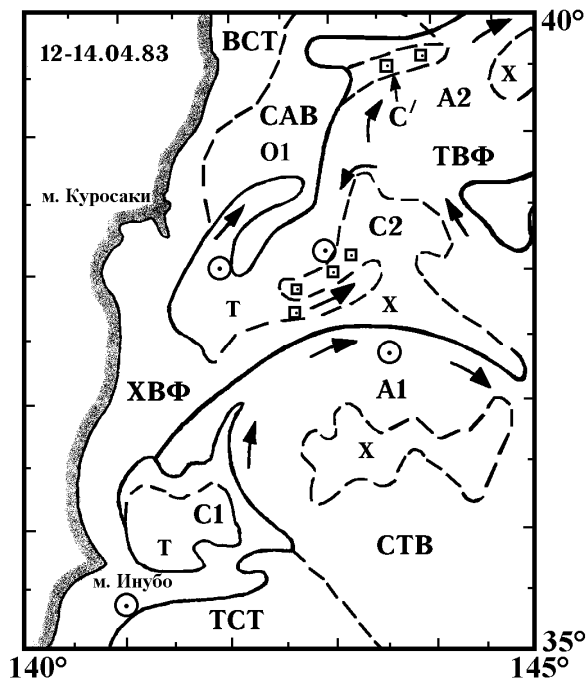 40°
12-14.04.83
ВСТ
X
А2
САВ
С/
О1
ТВФ
м. Куросаки
С2
Т
X
ХВФ
А1
X
С1
Т
СТВ
м. Инубо
ТСТ
35°
140°
145°